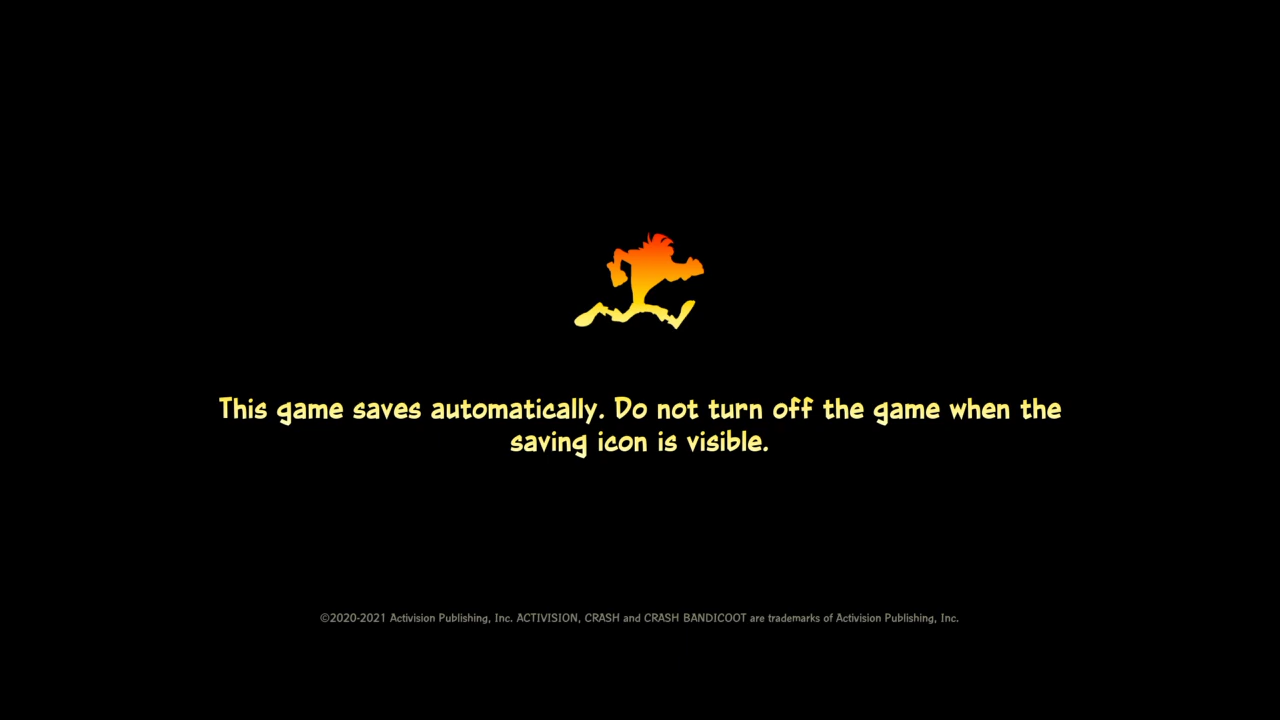 This game saves automatically. Do not turn off the game when the
saving icon is visible.
©2020-2021 Activision Publishing, Inc. ACTIVISION, CRASH and CRASH BANDICOOT are trademarks of Activision Publishing, Inc.